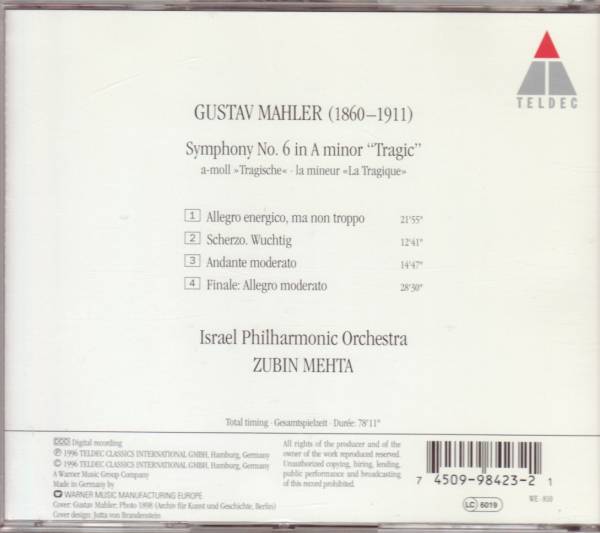 TELDEC
GUSTAV MAHLER (1860–1911)
Symphony No. 6 in A minor “Tragic”
a-moll »Tragische« · la mineur «La Tragique»
1 Allegro energico, ma non troppo 21'55"
2 Scherzo. Wuchtig 12'41"
3 Andante moderato 14'47"
4 Finale: Allegro moderato 28'30"
Israel Philharmonic Orchestra
ZUBIN MEHTA
Total timing · Gesamtspielzeit · Durée: 78'11"
DDD Digital recording
℗ 1996 TELDEC CLASSICS INTERNATIONAL GMBH, Hamburg, Germany
© 1996 TELDEC CLASSICS INTERNATIONAL GMBH, Hamburg, Germany
A Warner Music Group Company
Made in Germany by
WARNER MUSIC MANUFACTURING EUROPE
Cover: Gustav Mahler; Photo 1898 (Archiv für Kunst und Geschichte, Berlin)
Cover design: Jutta von Brandenstein
All rights of the producer and of the
owner of the work reproduced reserved.
Unauthorized copying, hiring, lending,
public performance and broadcasting
of this record prohibited.
7 4509-98423-2 1
LC 6019
WE 810